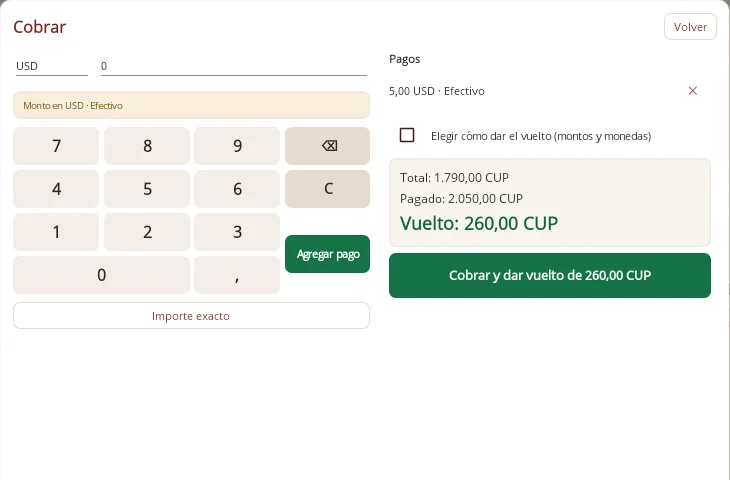 Cobrar
Volver
USD
0
Monto en USD · Efectivo
7
8
9
4
5
6
C
1
2
3
Agregar pago
0
,
Importe exacto
Pagos
5,00 USD · Efectivo
Elegir cómo dar el vuelto (montos y monedas)
Total: 1.790,00 CUP
Pagado: 2.050,00 CUP
Vuelto: 260,00 CUP
Cobrar y dar vuelto de 260,00 CUP